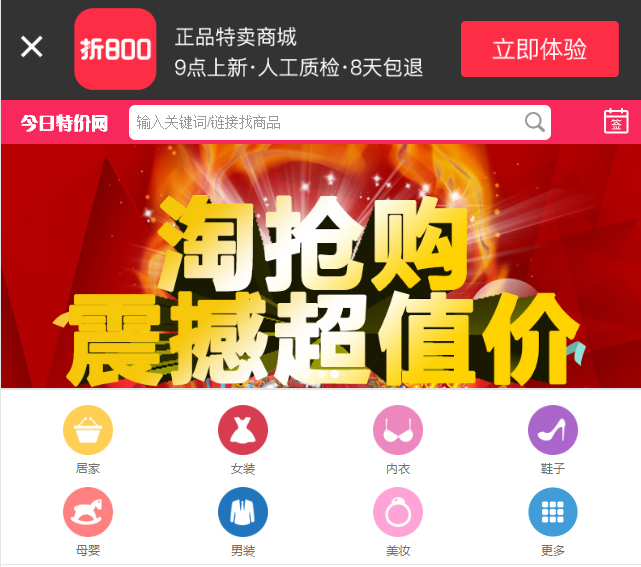 折800
正品特卖商城
9点上新·人工质检·8天包退
立即体验
今日特价网
输入关键词/链接找商品
签
淘抢购
震撼超值价
居家
女装
内衣
鞋子
母婴
男装
美妆
更多